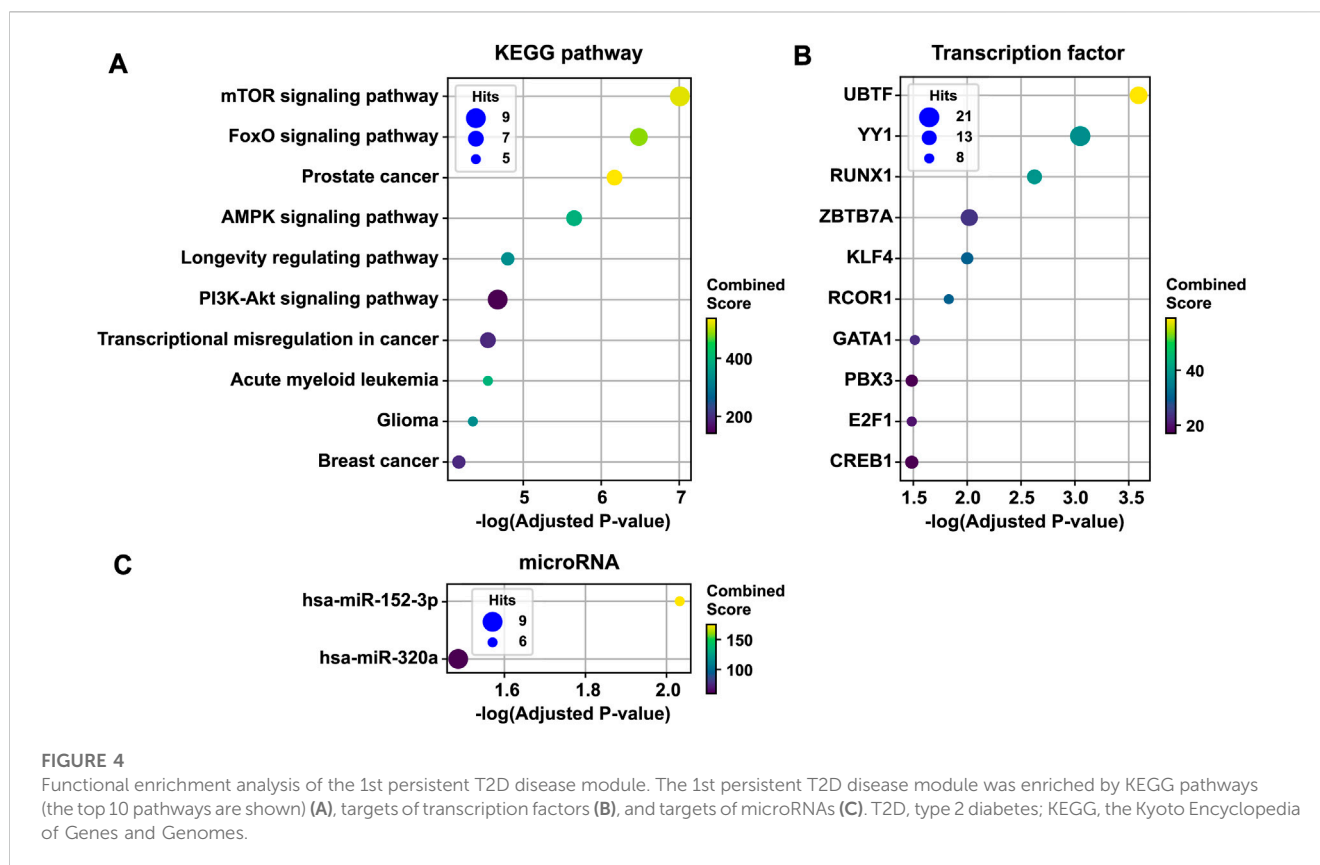 A
KEGG pathway
mTOR signaling pathway
FoxO signaling pathway
Prostate cancer
AMPK signaling pathway
Longevity regulating pathway
PI3K-Akt signaling pathway
Transcriptional misregulation in cancer
Acute myeloid leukemia
Glioma
Breast cancer
Hits
9
7
5
5
6
7
-log(Adjusted P-value)
Combined
Score
400
200
B
Transcription factor
UBTF
YY1
RUNX1
ZBTB7A
KLF4
RCOR1
GATA1
PBX3
E2F1
CREB1
Hits
21
13
8
1.5
2.0
2.5
3.0
3.5
-log(Adjusted P-value)
Combined
Score
40
20
C
microRNA
hsa-miR-152-3p
hsa-miR-320a
Hits
9
6
1.6
1.8
2.0
-log(Adjusted P-value)
Combined
Score
150
100
FIGURE 4
Functional enrichment analysis of the 1st persistent T2D disease module. The 1st persistent T2D disease module was enriched by KEGG pathways
(the top 10 pathways are shown) (A), targets of transcription factors (B), and targets of microRNAs (C). T2D, type 2 diabetes; KEGG, the Kyoto Encyclopedia
of Genes and Genomes.